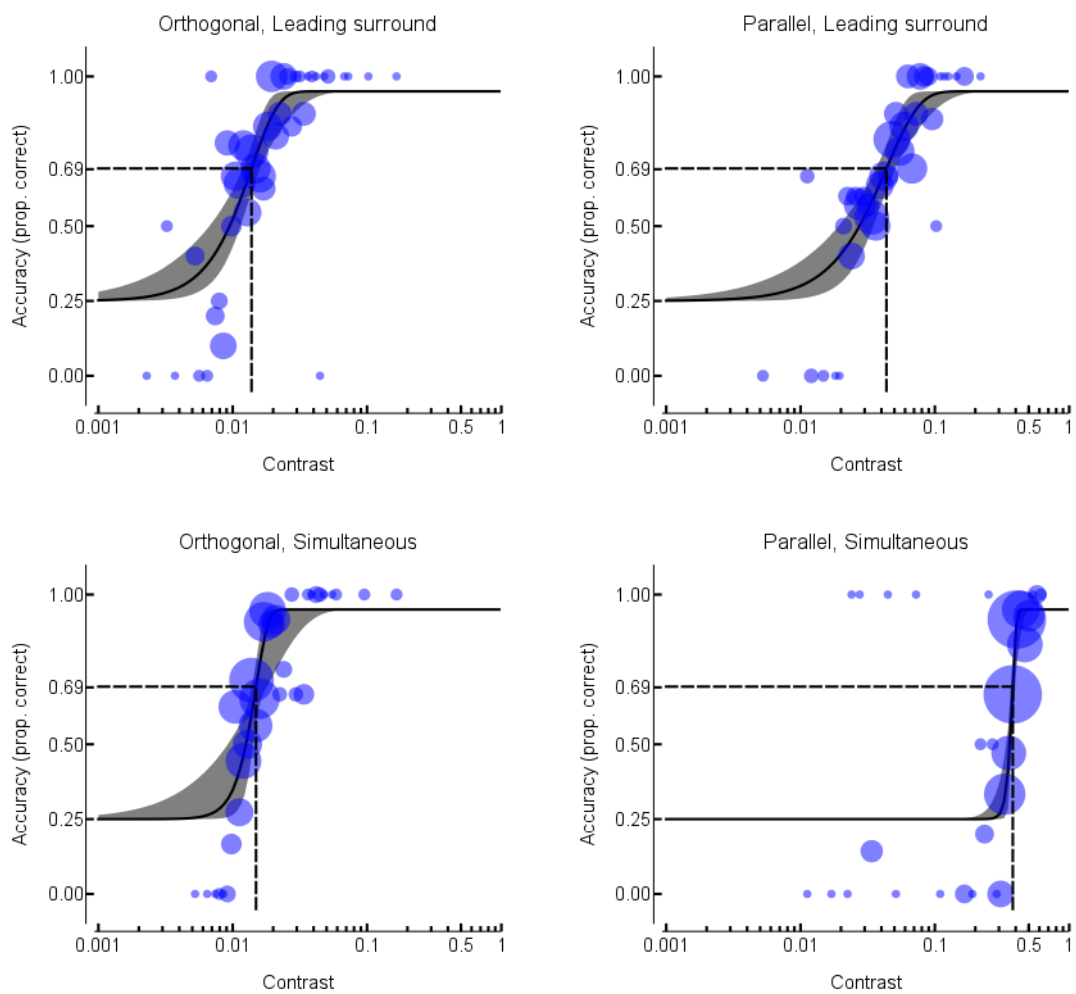 Orthogonal, Leading surround
Accuracy (prop. correct)
1.00
0.69
0.50
0.25
0.00
0.001 0.01 0.1 0.5 1
Contrast
Parallel, Leading surround
Accuracy (prop. correct)
1.00
0.69
0.50
0.25
0.00
0.001 0.01 0.1 0.5 1
Contrast
Orthogonal, Simultaneous
Accuracy (prop. correct)
1.00
0.69
0.50
0.25
0.00
0.001 0.01 0.1 0.5 1
Contrast
Parallel, Simultaneous
Accuracy (prop. correct)
1.00
0.69
0.50
0.25
0.00
0.001 0.01 0.1 0.5 1
Contrast